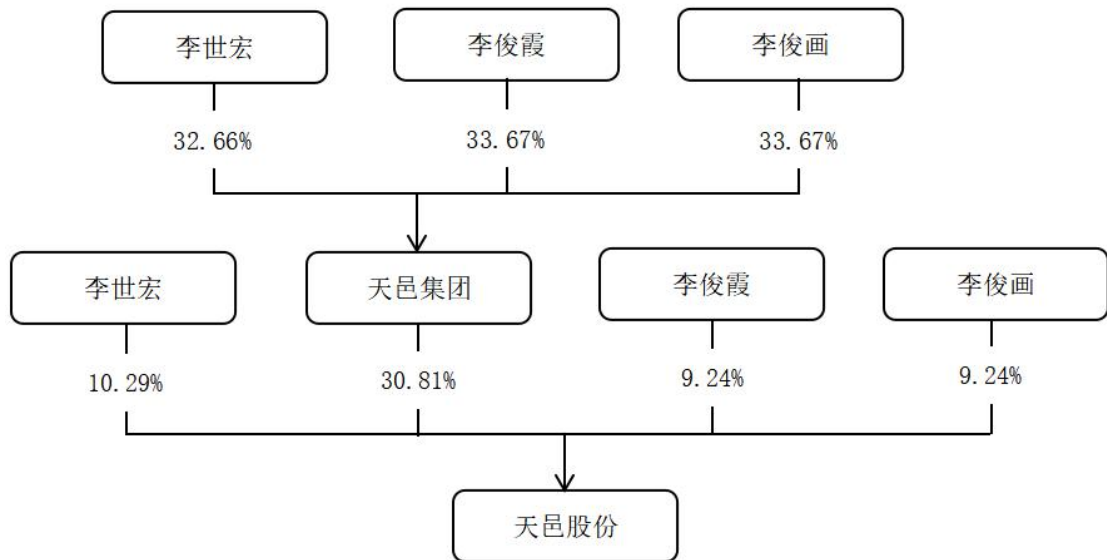 李世宏
李俊霞
李俊画
32.66%
33.67%
33.67%
李世宏
天邑集团
李俊霞
李俊画
10.29%
30.81%
9.24%
9.24%
天邑股份